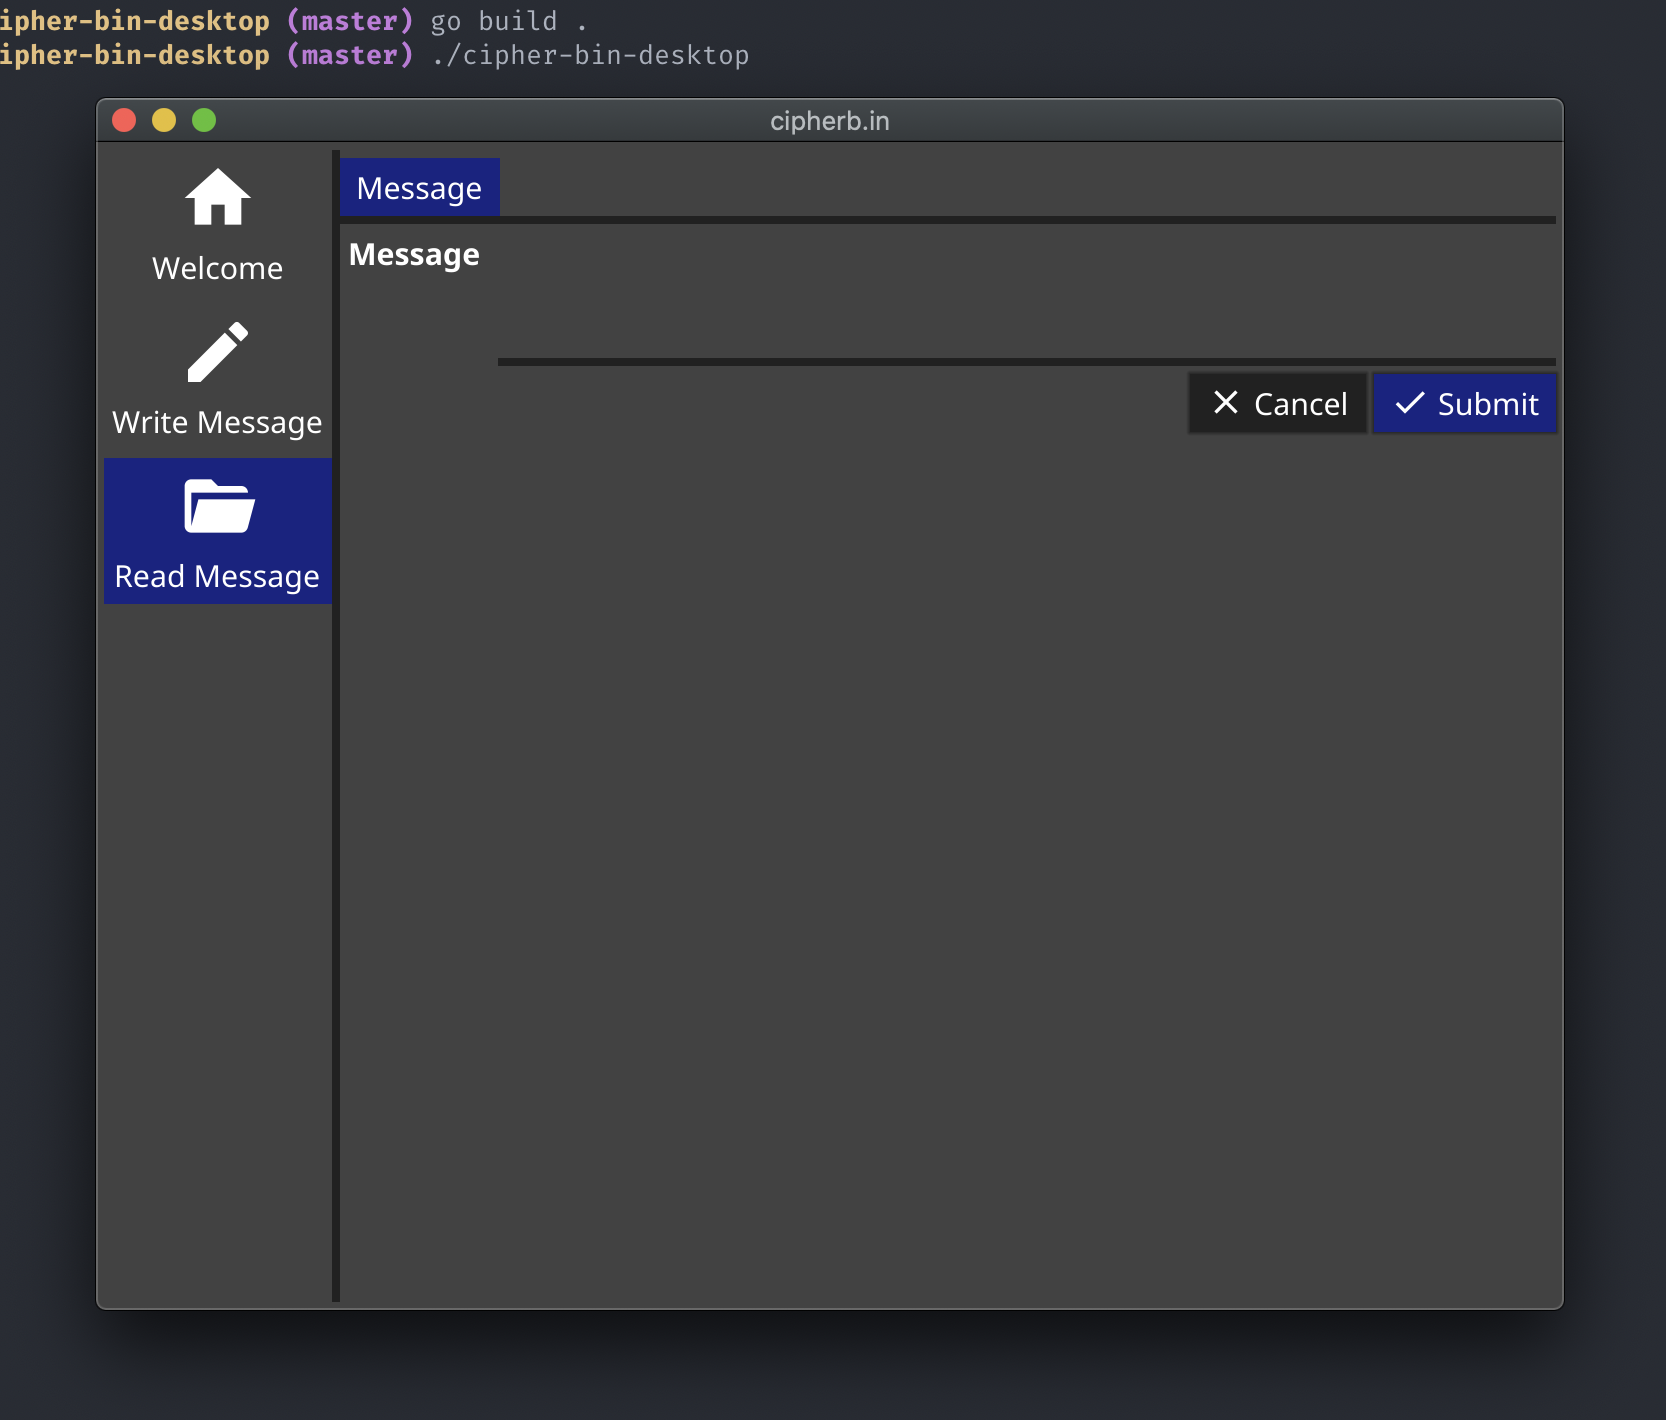 ipher-bin-desktop (master) go build .
ipher-bin-desktop (master) ./cipher-bin-desktop
cipherb.in
Welcome
Write Message
Read Message
Message
Message
Cancel
Submit